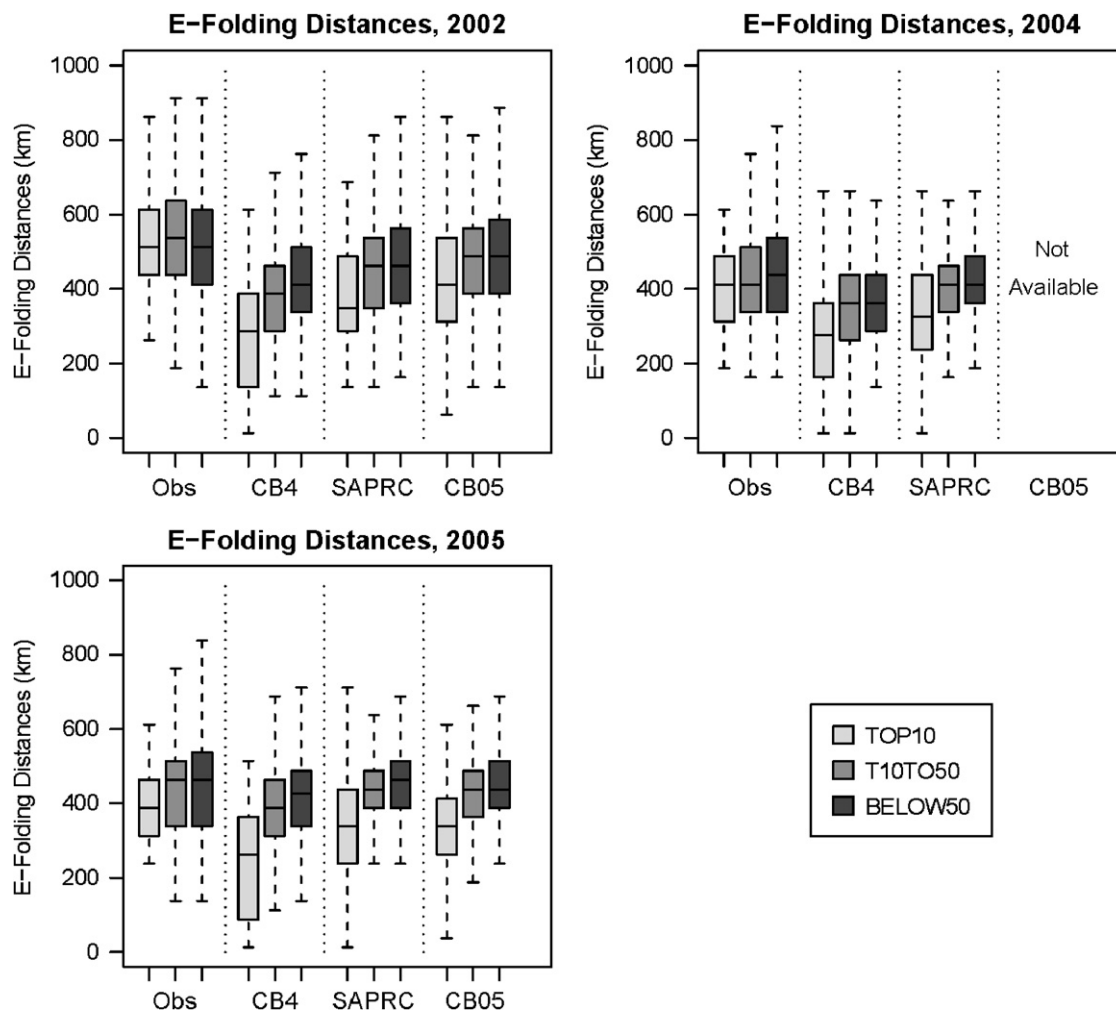 E-Folding Distances, 2002
E-Folding Distances (km)
1000
800
600
400
200
0
Obs CB4 SAPRC CB05
E-Folding Distances, 2004
E-Folding Distances (km)
1000
800
600
400
200
0
Not
Available
Obs CB4 SAPRC CB05
E-Folding Distances, 2005
E-Folding Distances (km)
1000
800
600
400
200
0
Obs CB4 SAPRC CB05
TOP10
T10TO50
BELOW50